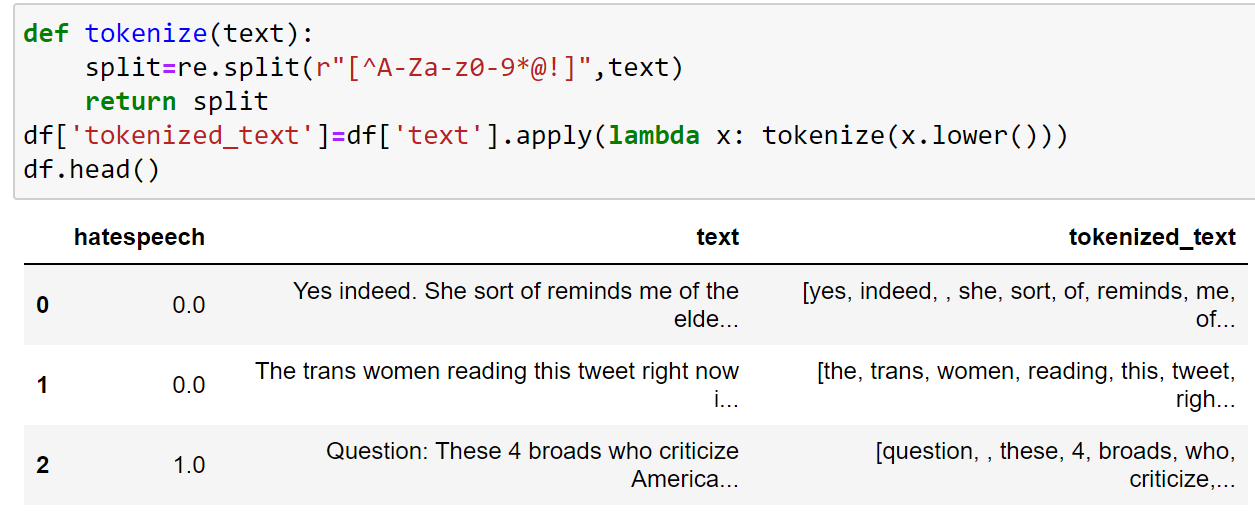 def tokenize(text):
    split=re.split(r"[^A-Za-z0-9*@!]",text)
    return split
df['tokenized_text']=df['text'].apply(lambda x: tokenize(x.lower()))
df.head()
hatespeech text tokenized_text
0 0.0 Yes indeed. She sort of reminds me of the [yes, indeed, , she, sort, of, reminds, me,
elde... of...
1 0.0 The trans women reading this tweet right now [the, trans, women, reading, this, tweet,
i... righ...
2 1.0 Question: These 4 broads who criticize [question, , these, 4, broads, who,
America... criticize,...